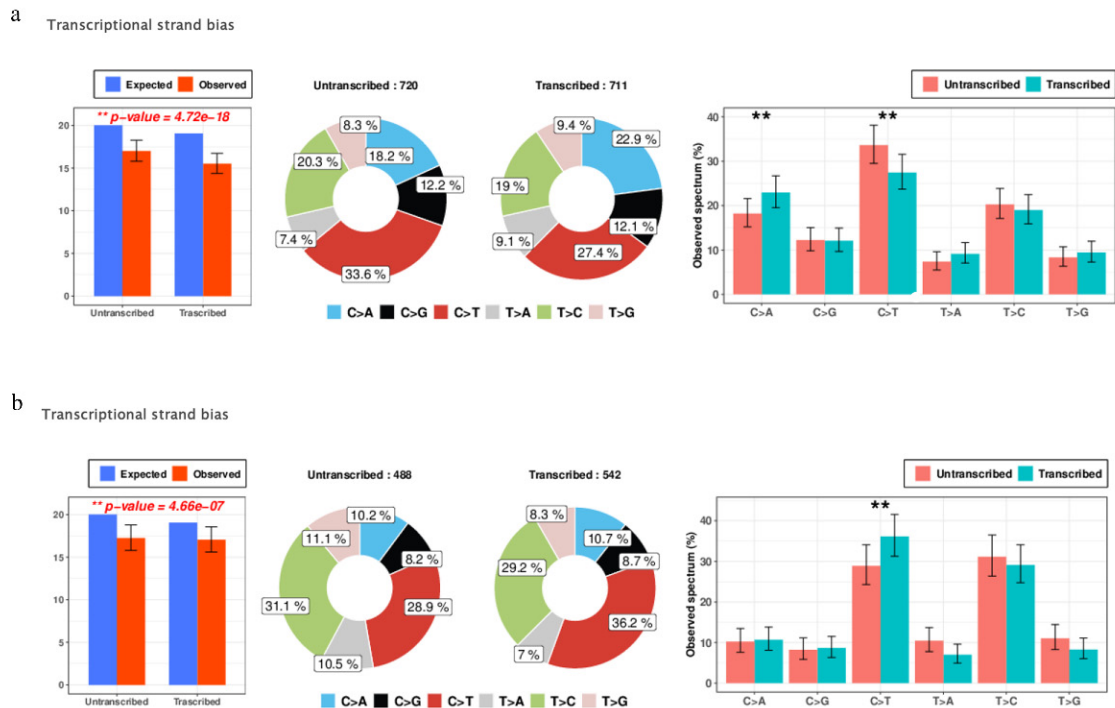 a
Transcriptional strand bias
Expected Observed
** p-value = 4.72e-18
20
15
10
5
0
Untranscribed Trascribed
Untranscribed : 720
8.3 %
18.2 %
20.3 %
12.2 %
7.4 %
33.6 %
Transcribed : 711
9.4 %
22.9 %
19 %
12.1 %
9.1 %
27.4 %
C>A C>G C>T T>A T>C T>G
Untranscribed Transcribed
Observed spectrum (%)
40
30
20
10
0
** **
C>A C>G C>T T>A T>C T>G
b
Transcriptional strand bias
Expected Observed
** p-value = 4.66e-07
20
15
10
5
0
Untranscribed Trascribed
Untranscribed : 488
10.2 %
11.1 %
8.2 %
31.1 %
28.9 %
10.5 %
Transcribed : 542
8.3 %
10.7 %
29.2 %
8.7 %
36.2 %
7 %
C>A C>G C>T T>A T>C T>G
Untranscribed Transcribed
Observed spectrum (%)
40
30
20
10
0
**
C>A C>G C>T T>A T>C T>G